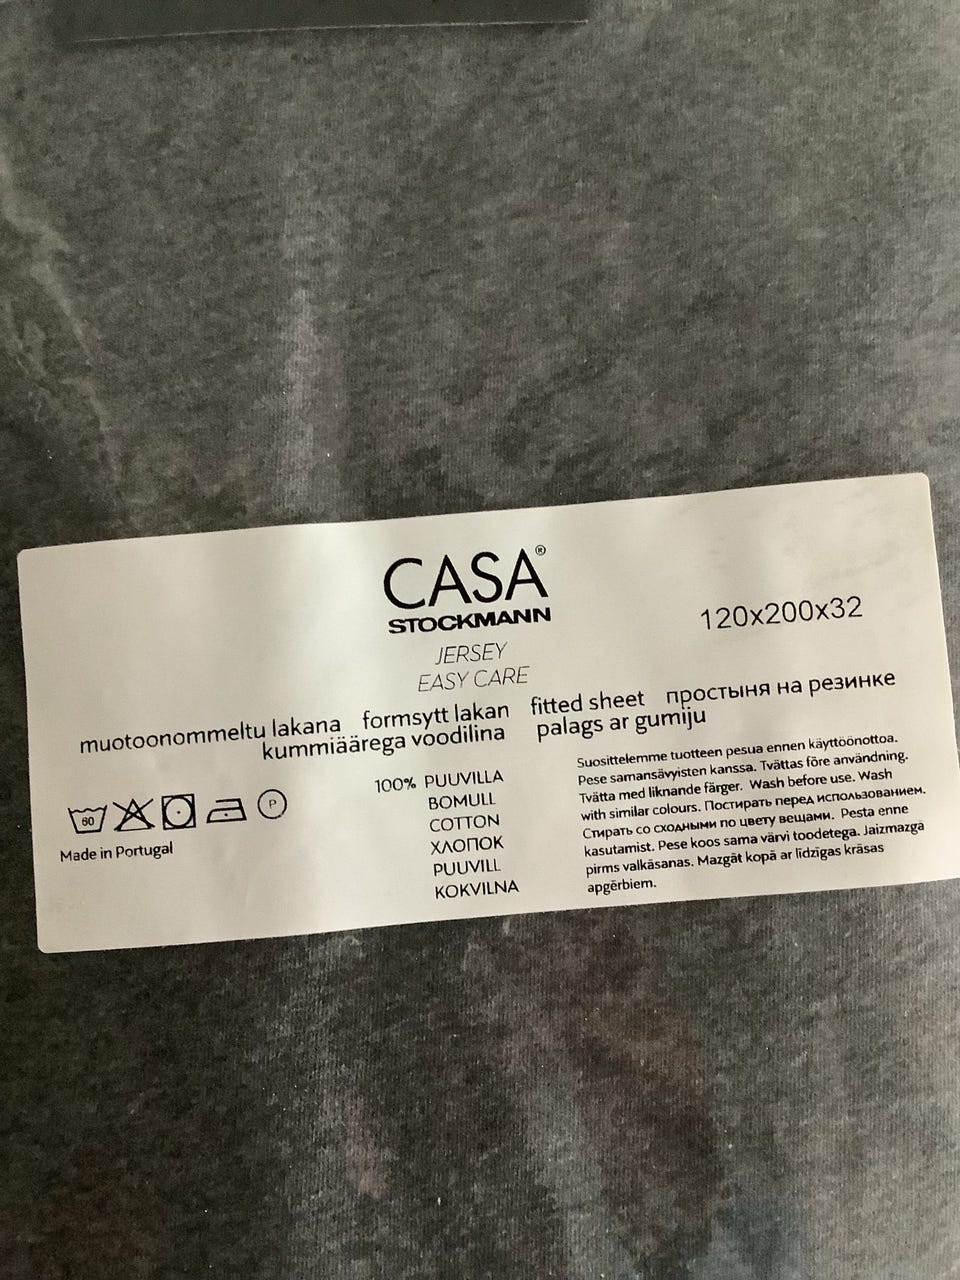 CASA®
STOCKMANN
JERSEY
EASY CARE
120x200x32
muotoonommeltu lakana formsytt lakan fitted sheet простыня на резинке
kummiäärega voodilina palags ar gumiju
60
P
Made in Portugal
100% PUUVILLA
BOMULL
COTTON
ХЛОПОК
PUUVILL
KOKVILNA
Suosittelemme tuotteen pesua ennen käyttöönottoa.
Pese samansävyisten kanssa. Tvättas före användning.
Tvätta med liknande färger. Wash before use. Wash
with similar colours. Постирать перед использованием.
Стирать со сходными по цвету вещами. Pesta enne
kasutamist. Pese koos sama värvi toodetega. Jaizmazgā
pirms valkāsanas. Mazgāt kopā ar līdzīgas krāsas
apgērbiem.